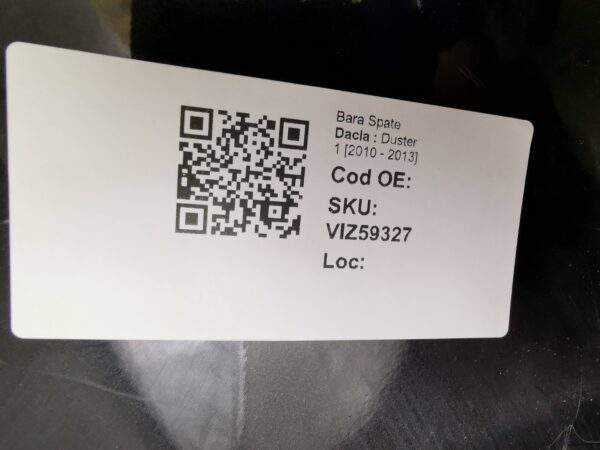 Bara Spate
Dacia : Duster
1 [2010 - 2013]
Cod OE:
SKU:
VIZ59327
Loc: